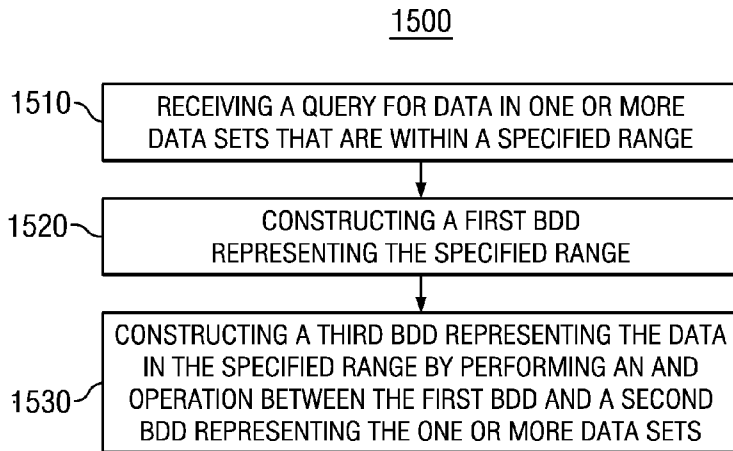 1500
1510
RECEIVING A QUERY FOR DATA IN ONE OR MORE
DATA SETS THAT ARE WITHIN A SPECIFIED RANGE
1520
CONSTRUCTING A FIRST BDD
REPRESENTING THE SPECIFIED RANGE
1530
CONSTRUCTING A THIRD BDD REPRESENTING THE DATA
IN THE SPECIFIED RANGE BY PERFORMING AN AND
OPERATION BETWEEN THE FIRST BDD AND A SECOND
BDD REPRESENTING THE ONE OR MORE DATA SETS